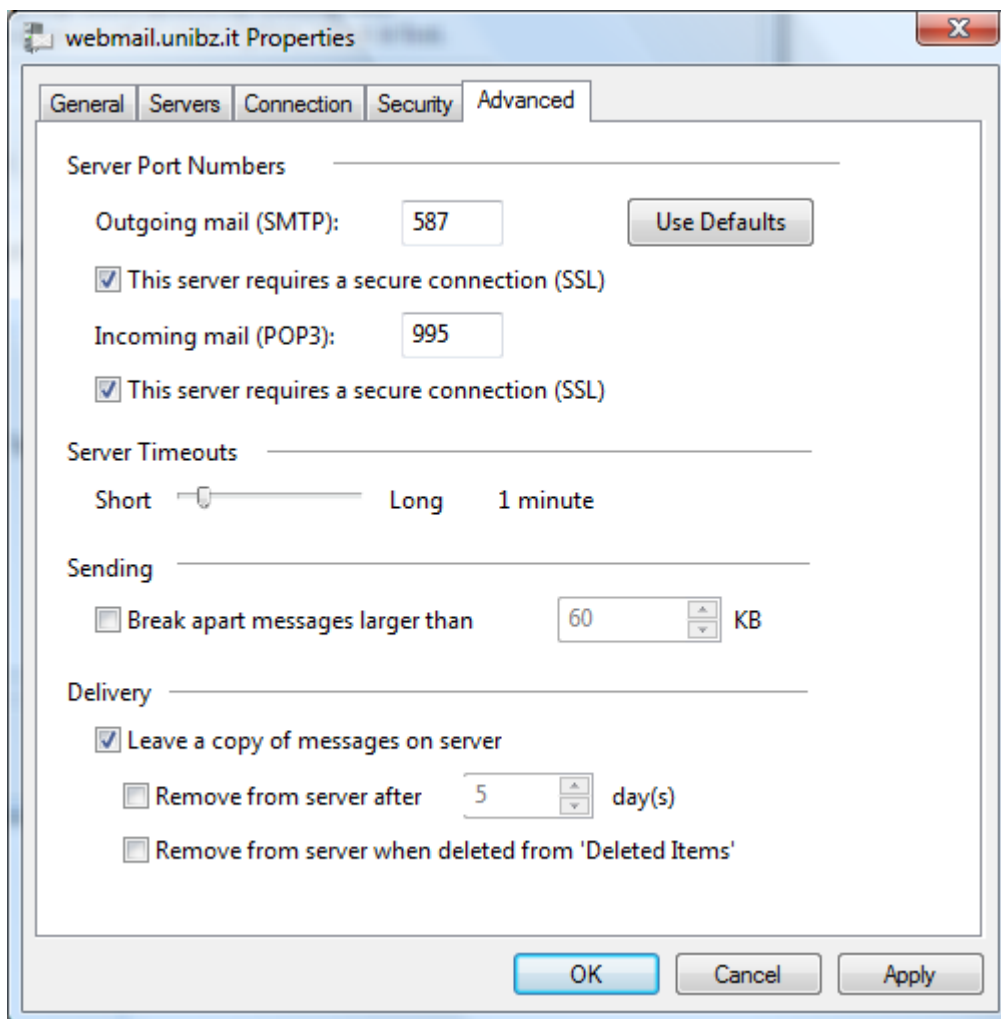 webmail.unibz.it Properties
General Servers Connection Security Advanced
Server Port Numbers
Outgoing mail (SMTP): 587 Use Defaults
This server requires a secure connection (SSL)
Incoming mail (POP3): 995
This server requires a secure connection (SSL)
Server Timeouts
Short Long 1 minute
Sending
Break apart messages larger than 60 KB
Delivery
Leave a copy of messages on server
Remove from server after 5 day(s)
Remove from server when deleted from 'Deleted Items'
OK Cancel Apply